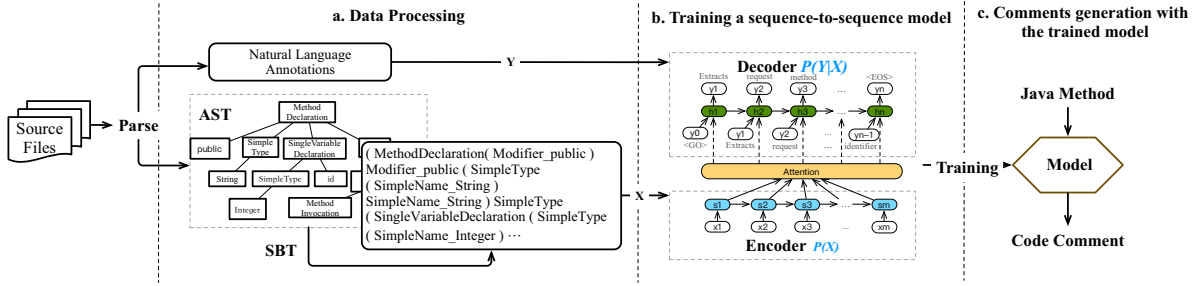 a. Data Processing
b. Training a sequence-to-sequence model
c. Comments generation with
the trained model
Source
Files
Parse
Natural Language
Annotations
Y
AST
Method
Declaration
public
Simple
Type
SingleVariable
Declaration
String
SimpleType
id
Integer
Method
Invocation
SBT
( MethodDeclaration( Modifier_public )
Modifier_public ( SimpleType
( SimpleName_String )
SimpleName_String ) SimpleType
( SingleVariableDeclaration ( SimpleType
( SimpleName_Integer ) ⋯
X
Decoder P(Y|X)
Extracts request method ... <EOS>
y1 y2 y3 ... yn
h1 h2 h3 ... hn
y0 y1 y2 ... yn-1
<GO> Extracts request identifier
Attention
s1 s2 s3 ... sm
x1 x2 x3 ... xm
Encoder P(X)
Training
Java Method
Model
Code Comment